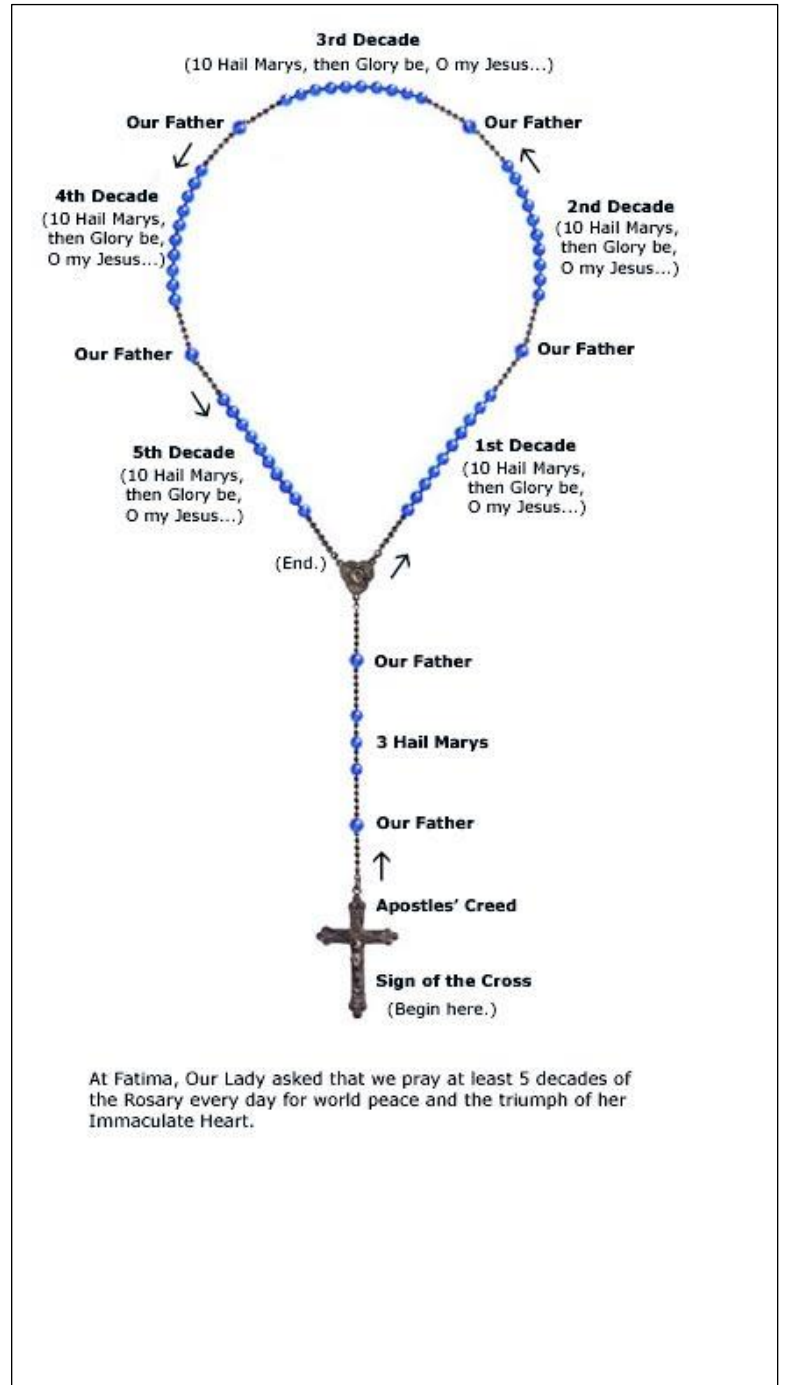 3rd Decade
(10 Hail Marys, then Glory be, O my Jesus...)
Our Father
Our Father
4th Decade
(10 Hail Marys,
then Glory be,
O my Jesus...)
2nd Decade
(10 Hail Marys,
then Glory be,
O my Jesus...)
Our Father
Our Father
5th Decade
(10 Hail Marys,
then Glory be,
O my Jesus...)
1st Decade
(10 Hail Marys,
then Glory be,
O my Jesus...)
(End.)
Our Father
3 Hail Marys
Our Father
Apostles’ Creed
Sign of the Cross
(Begin here.)
At Fatima, Our Lady asked that we pray at least 5 decades of
the Rosary every day for world peace and the triumph of her
Immaculate Heart.